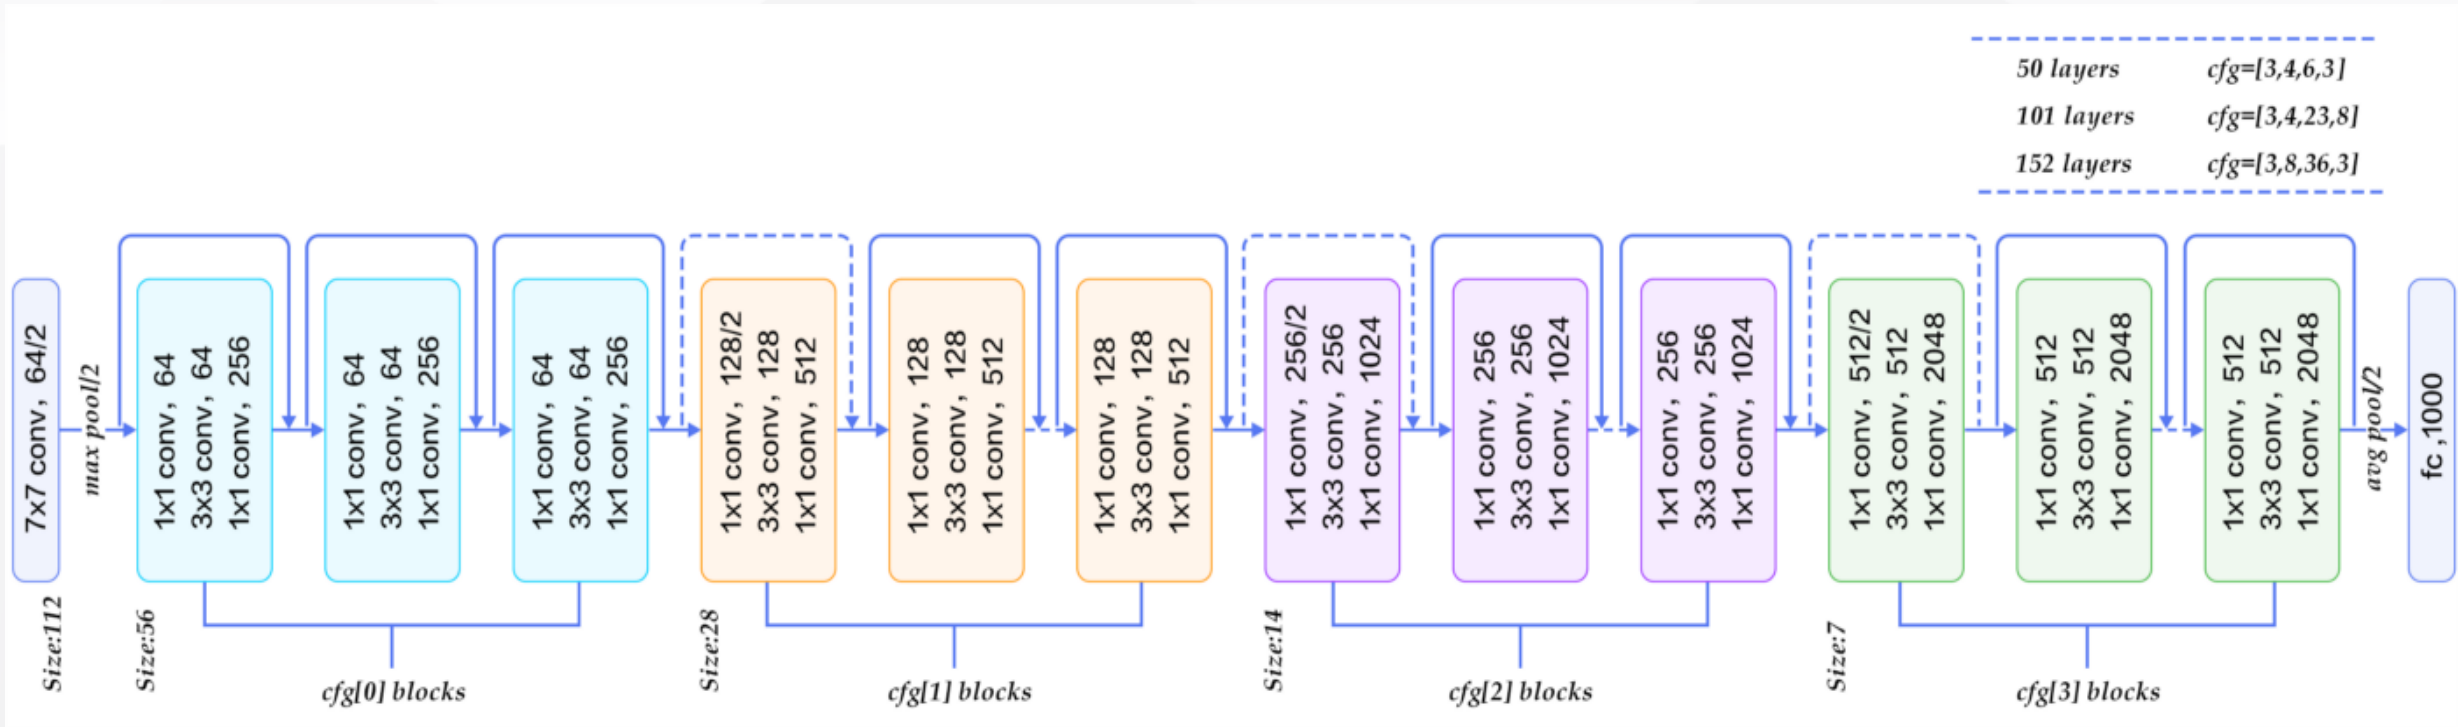 50 layers cfg=[3,4,6,3]
101 layers cfg=[3,4,23,8]
152 layers cfg=[3,8,36,3]
7x7 conv, 64/2
max pool/2
1x1 conv, 64
3x3 conv, 64
1x1 conv, 256
1x1 conv, 64
3x3 conv, 64
1x1 conv, 256
1x1 conv, 64
3x3 conv, 64
1x1 conv, 256
1x1 conv, 128/2
3x3 conv, 128
1x1 conv, 512
1x1 conv, 128
3x3 conv, 128
1x1 conv, 512
1x1 conv, 128
3x3 conv, 128
1x1 conv, 512
1x1 conv, 256/2
3x3 conv, 256
1x1 conv, 1024
1x1 conv, 256
3x3 conv, 256
1x1 conv, 1024
1x1 conv, 256
3x3 conv, 256
1x1 conv, 1024
1x1 conv, 512/2
3x3 conv, 512
1x1 conv, 2048
1x1 conv, 512
3x3 conv, 512
1x1 conv, 2048
1x1 conv, 512
3x3 conv, 512
1x1 conv, 2048
avg pool/2
fc ,1000
Size:112
Size:56
cfg[0] blocks
Size:28
cfg[1] blocks
Size:14
cfg[2] blocks
Size:7
cfg[3] blocks